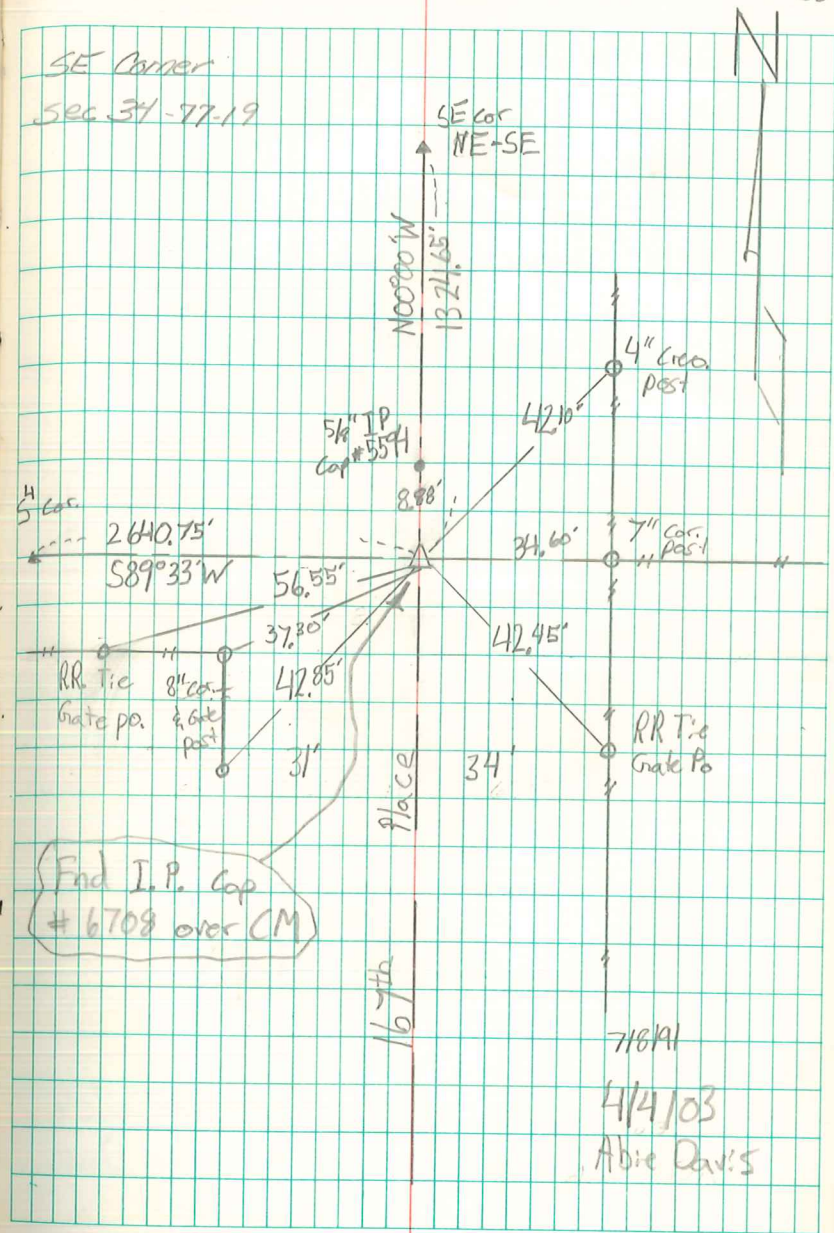 N
SE Corner
Sec 34-77-19
SE cor
NE-SE
N00°00'W
1324.65'
4" Creo.
Post
42.10'
5/8" IP
Cap #5541
8.88'
S 4 Cor.
2640.75'
S89°33'W
34.60'
7" Cor.
Post
56.55'
37.30'
42.85'
42.45'
RR. Tie
Gate po.
8" Cor.
& Gate
post
31'
34'
RR Tie
Gate Po
Place
Fnd I.P. Cap
# 6708 over CM
167th
7/8/91
4/4/03
Abie Davis